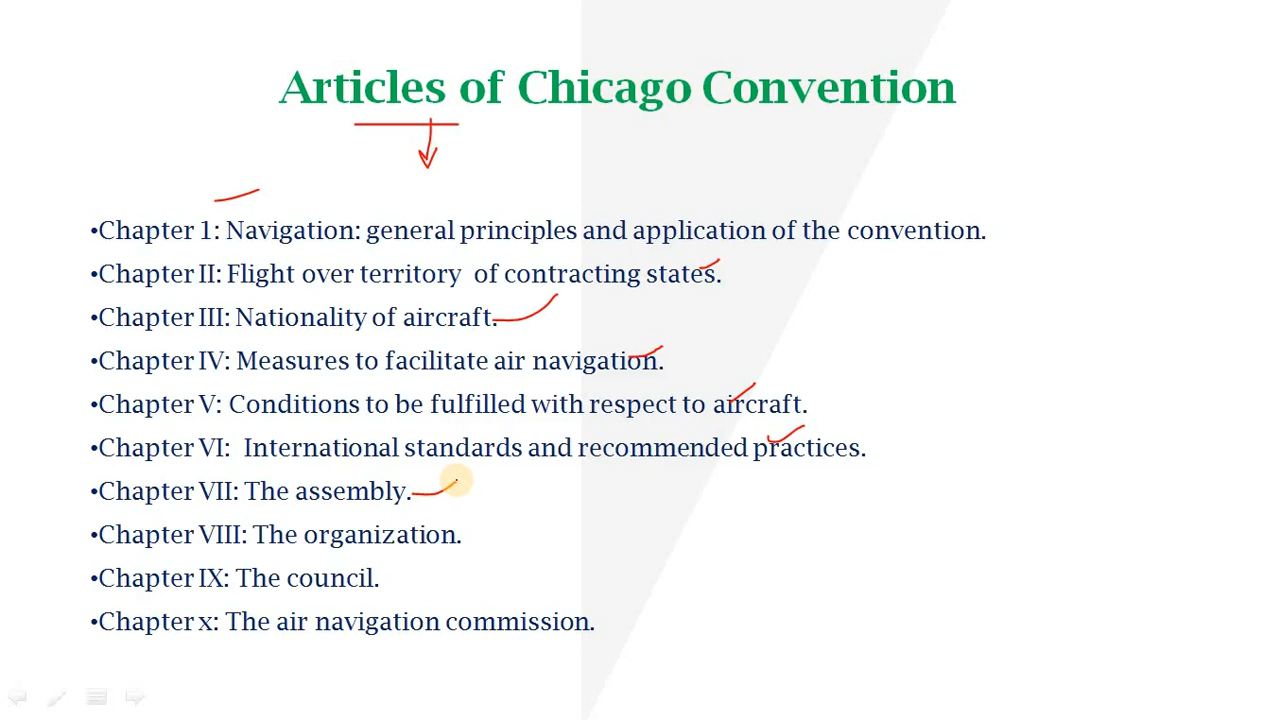 Articles of Chicago Convention
•Chapter 1: Navigation: general principles and application of the convention.
•Chapter II: Flight over territory of contracting states.
•Chapter III: Nationality of aircraft.
•Chapter IV: Measures to facilitate air navigation.
•Chapter V: Conditions to be fulfilled with respect to aircraft.
•Chapter VI: International standards and recommended practices.
•Chapter VII: The assembly.
•Chapter VIII: The organization.
•Chapter IX: The council.
•Chapter x: The air navigation commission.